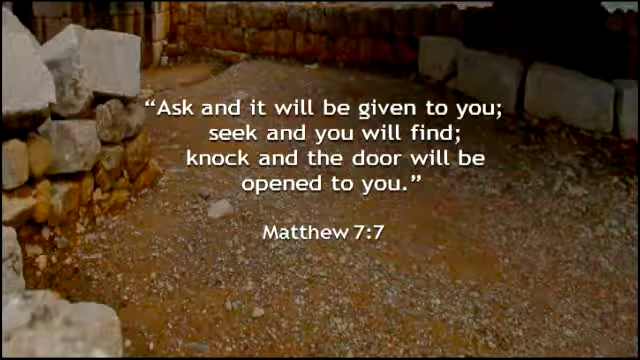 “Ask and it will be given to you;
seek and you will find;
knock and the door will be
opened to you.”
Matthew 7:7